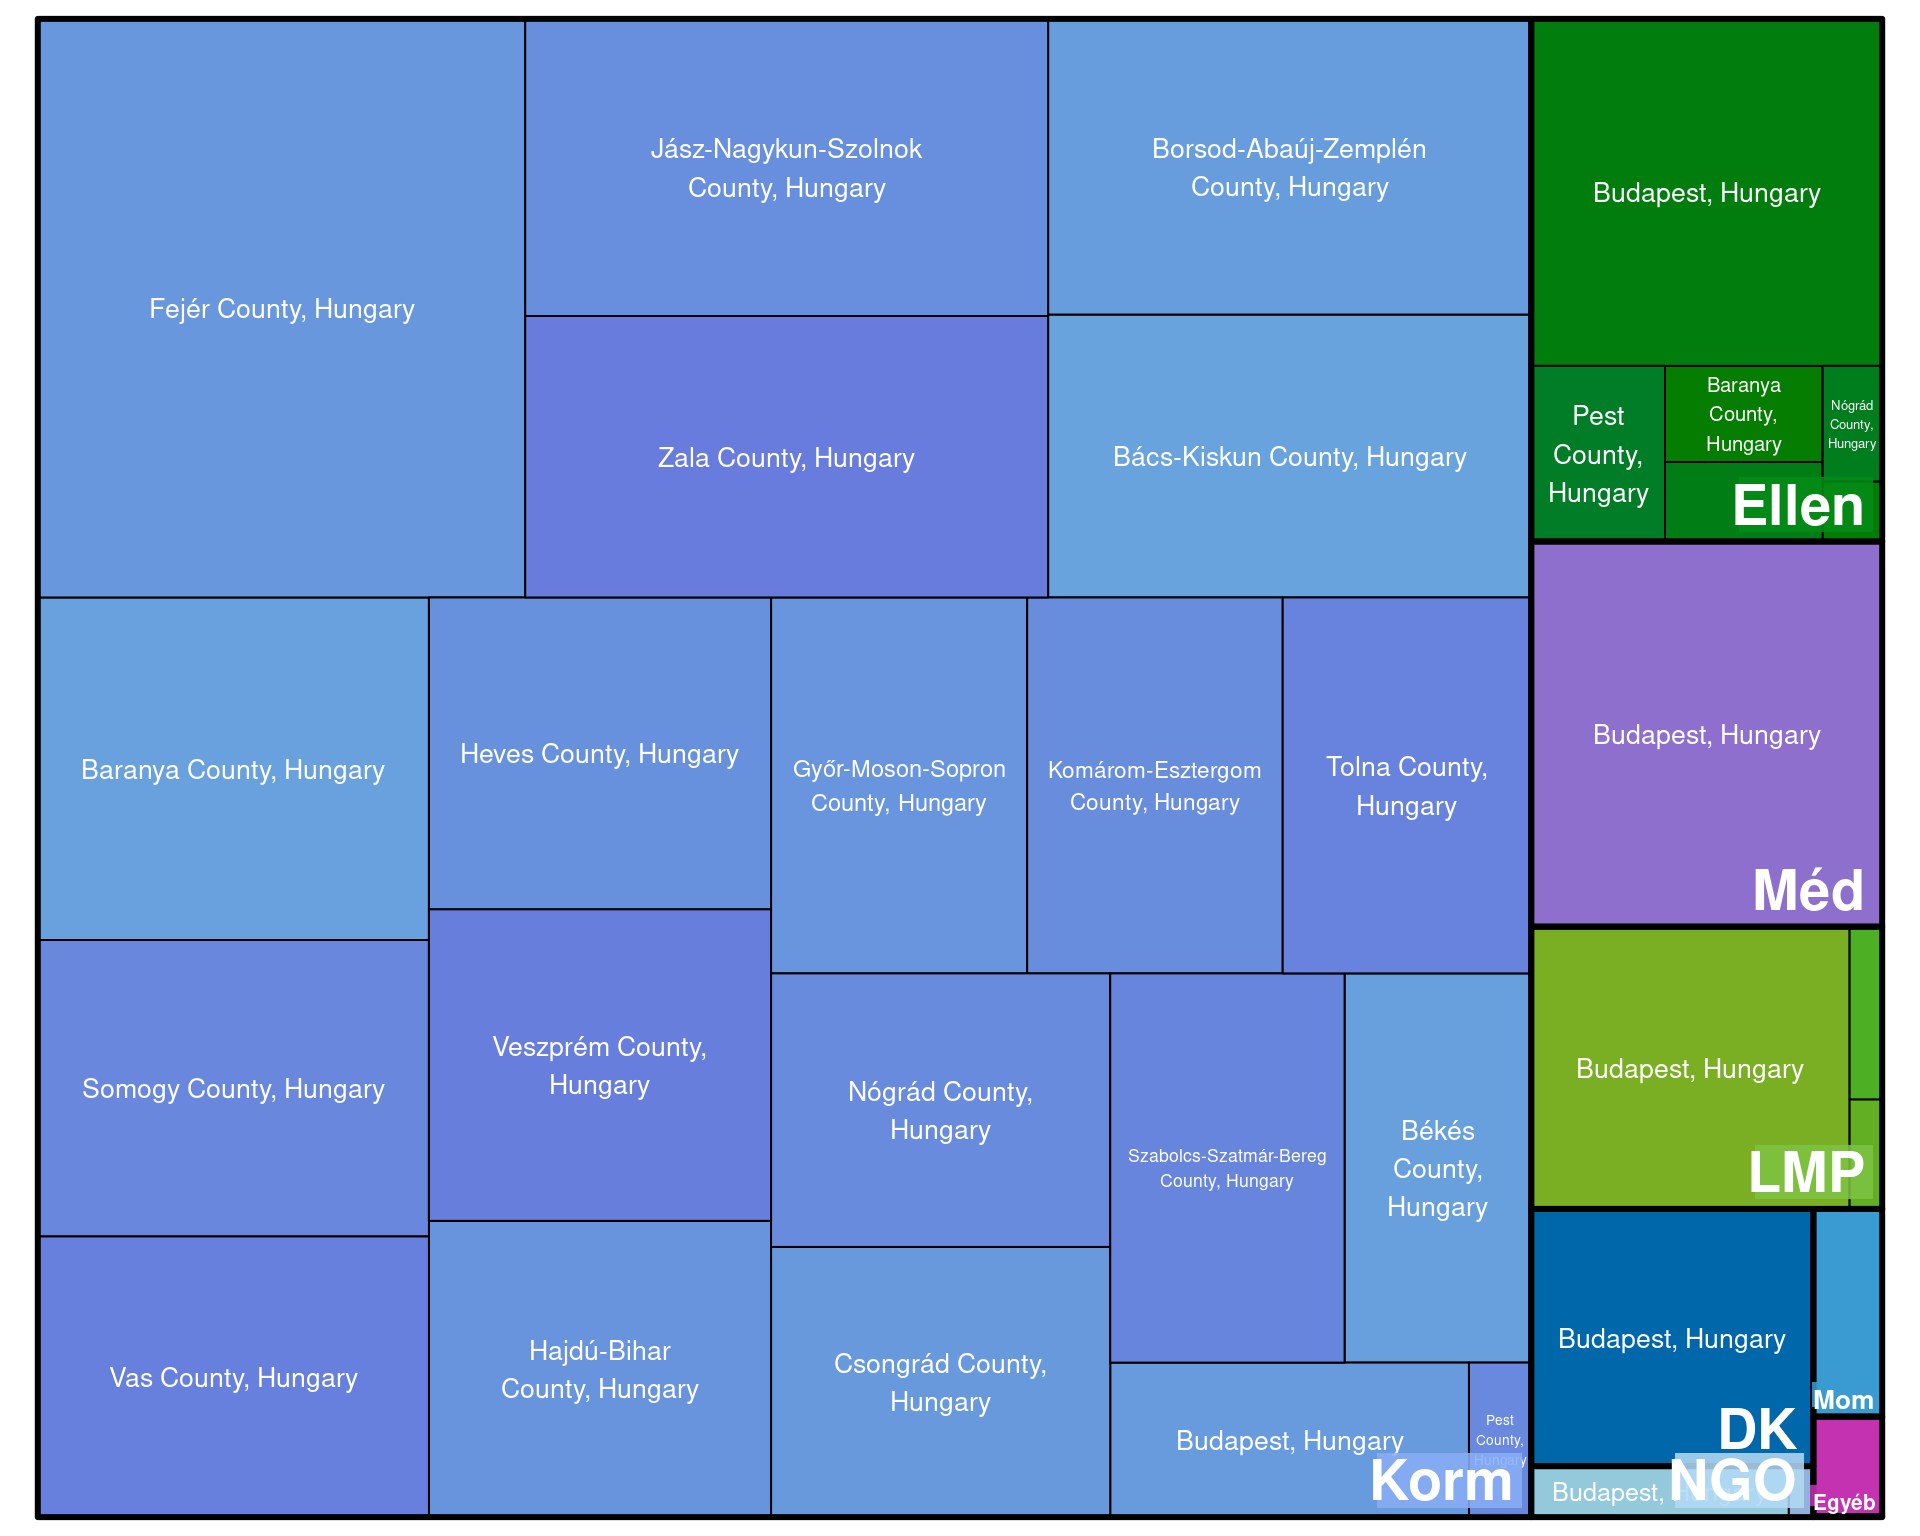 Fejér County, Hungary
Jász-Nagykun-Szolnok
County, Hungary
Zala County, Hungary
Borsod-Abaúj-Zemplén
County, Hungary
Bács-Kiskun County, Hungary
Baranya County, Hungary
Somogy County, Hungary
Vas County, Hungary
Heves County, Hungary
Veszprém County,
Hungary
Hajdú-Bihar
County, Hungary
Győr-Moson-Sopron
County, Hungary
Komárom-Esztergom
County, Hungary
Tolna County,
Hungary
Nógrád County,
Hungary
Csongrád County,
Hungary
Szabolcs-Szatmár-Bereg
County, Hungary
Békés
County,
Hungary
Budapest, Hungary
Pest
County,
Hungary
Korm
Budapest, Hungary
Pest
County,
Hungary
Baranya
County,
Hungary
Nógrád
County,
Hungary
Ellen
Budapest, Hungary
Méd
Budapest, Hungary
LMP
Budapest, Hungary
DK
Mom
Budapest,
NGO
Egyéb